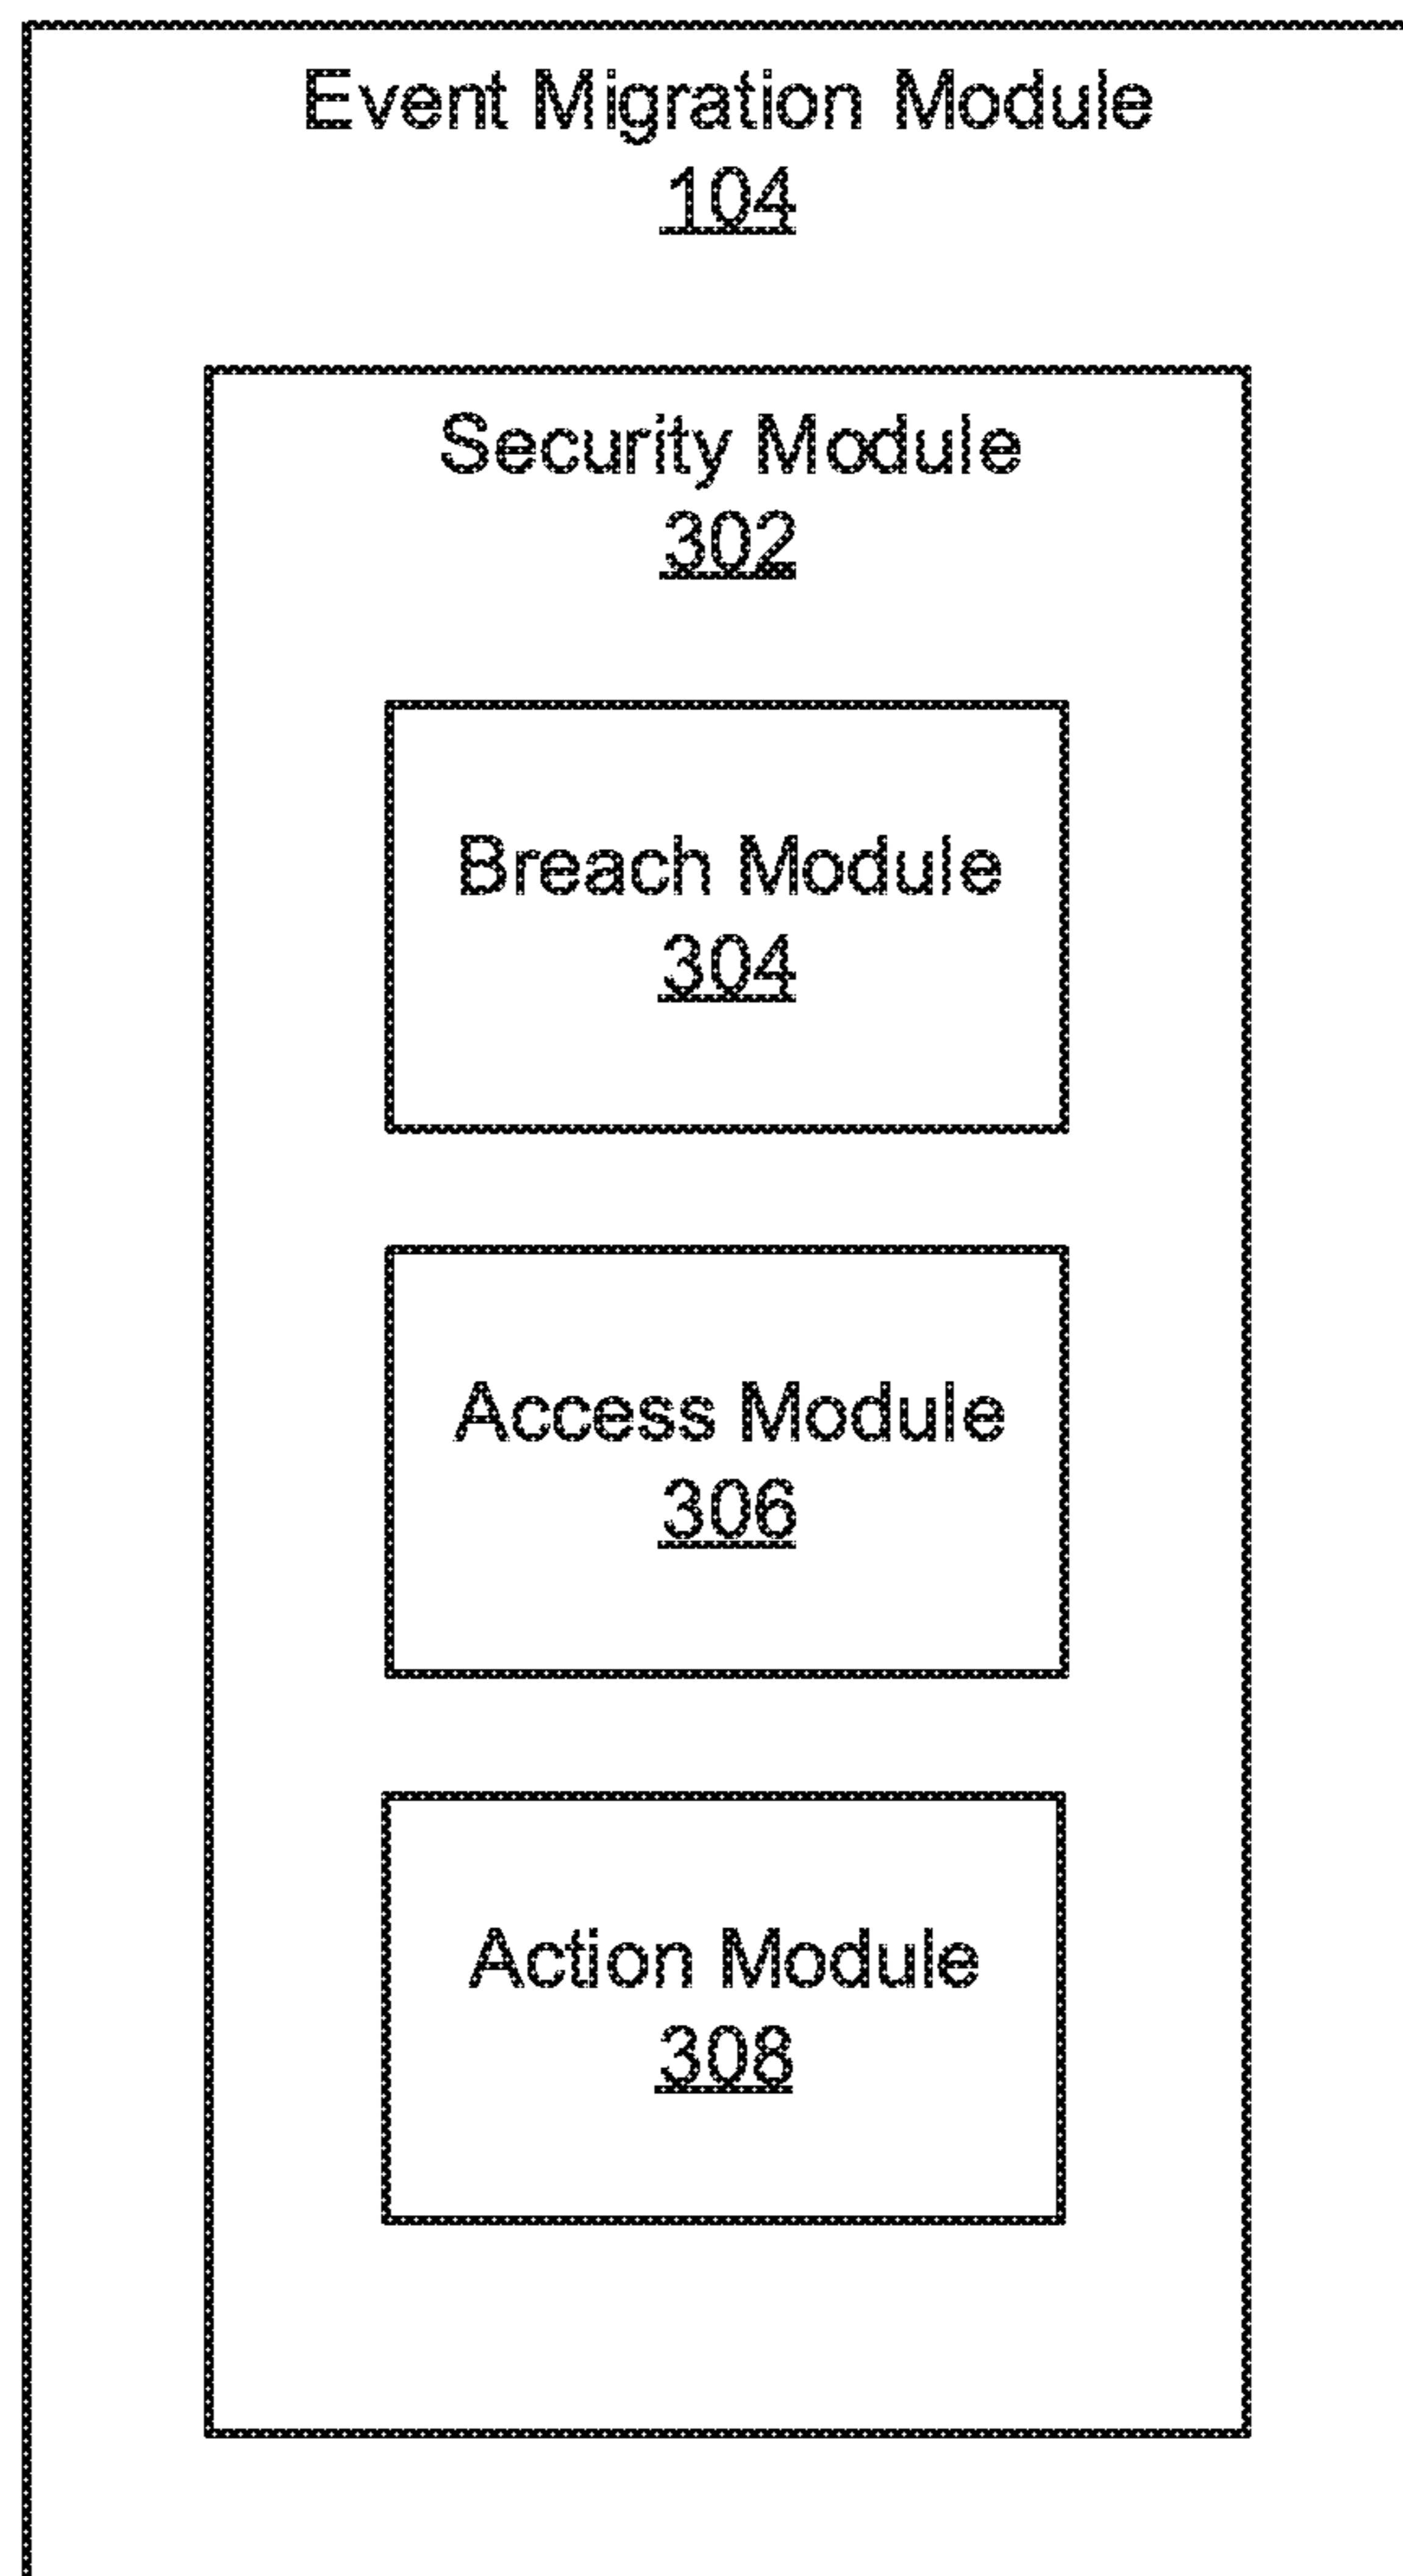 Event Migration Module
104
Security Module
302
Breach Module
304
Access Module
306
Action Module
308